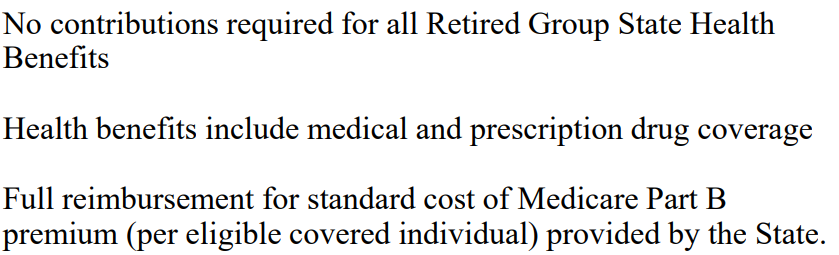 No contributions required for all Retired Group State Health
Benefits
Health benefits include medical and prescription drug coverage
Full reimbursement for standard cost of Medicare Part B
premium (per eligible covered individual) provided by the State.